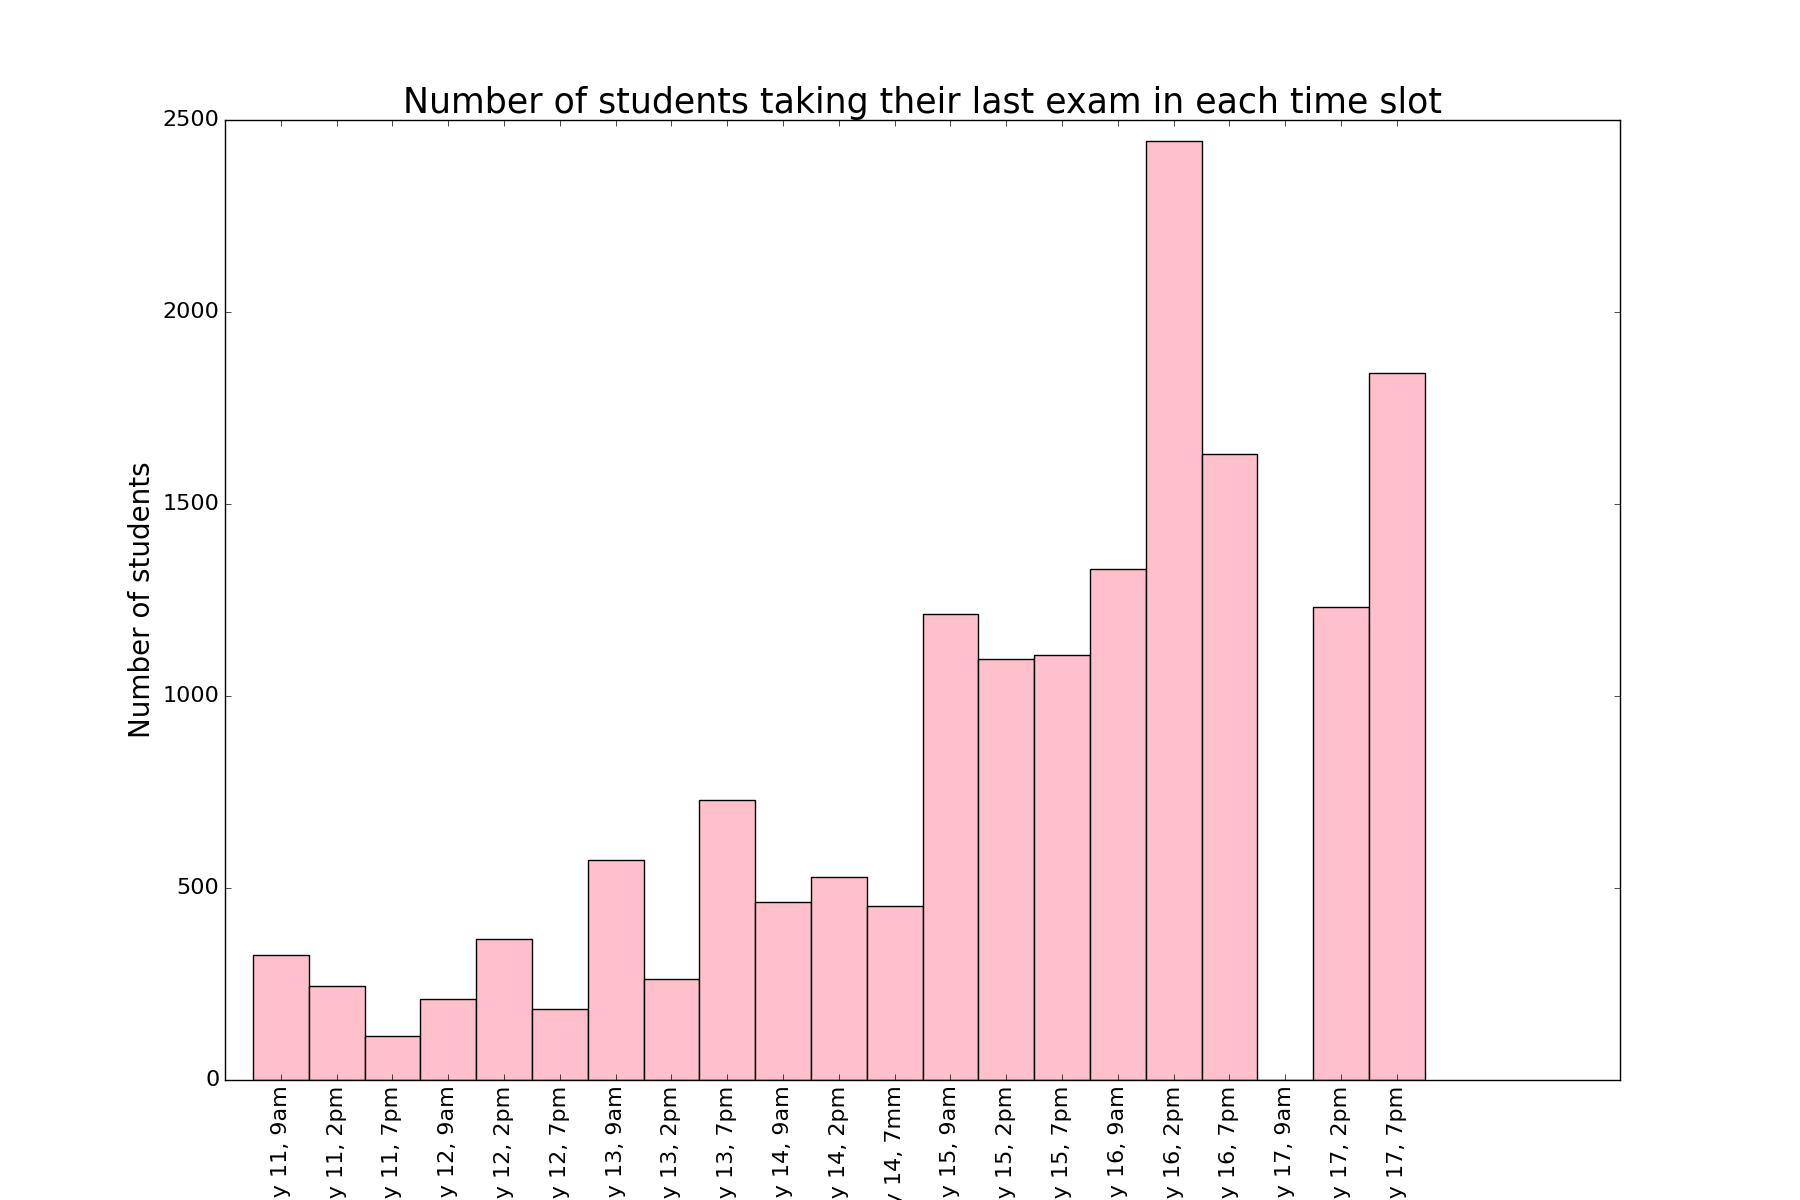 Number of students taking their last exam in each time slot
Number of students
2500
2000
1500
1000
500
0
y 11, 9am
y 11, 2pm
y 11, 7pm
y 12, 9am
y 12, 2pm
y 12, 7pm
y 13, 9am
y 13, 2pm
y 13, 7pm
y 14, 9am
y 14, 2pm
y 14, 7mm
y 15, 9am
y 15, 2pm
y 15, 7pm
y 16, 9am
y 16, 2pm
y 16, 7pm
y 17, 9am
y 17, 2pm
y 17, 7pm